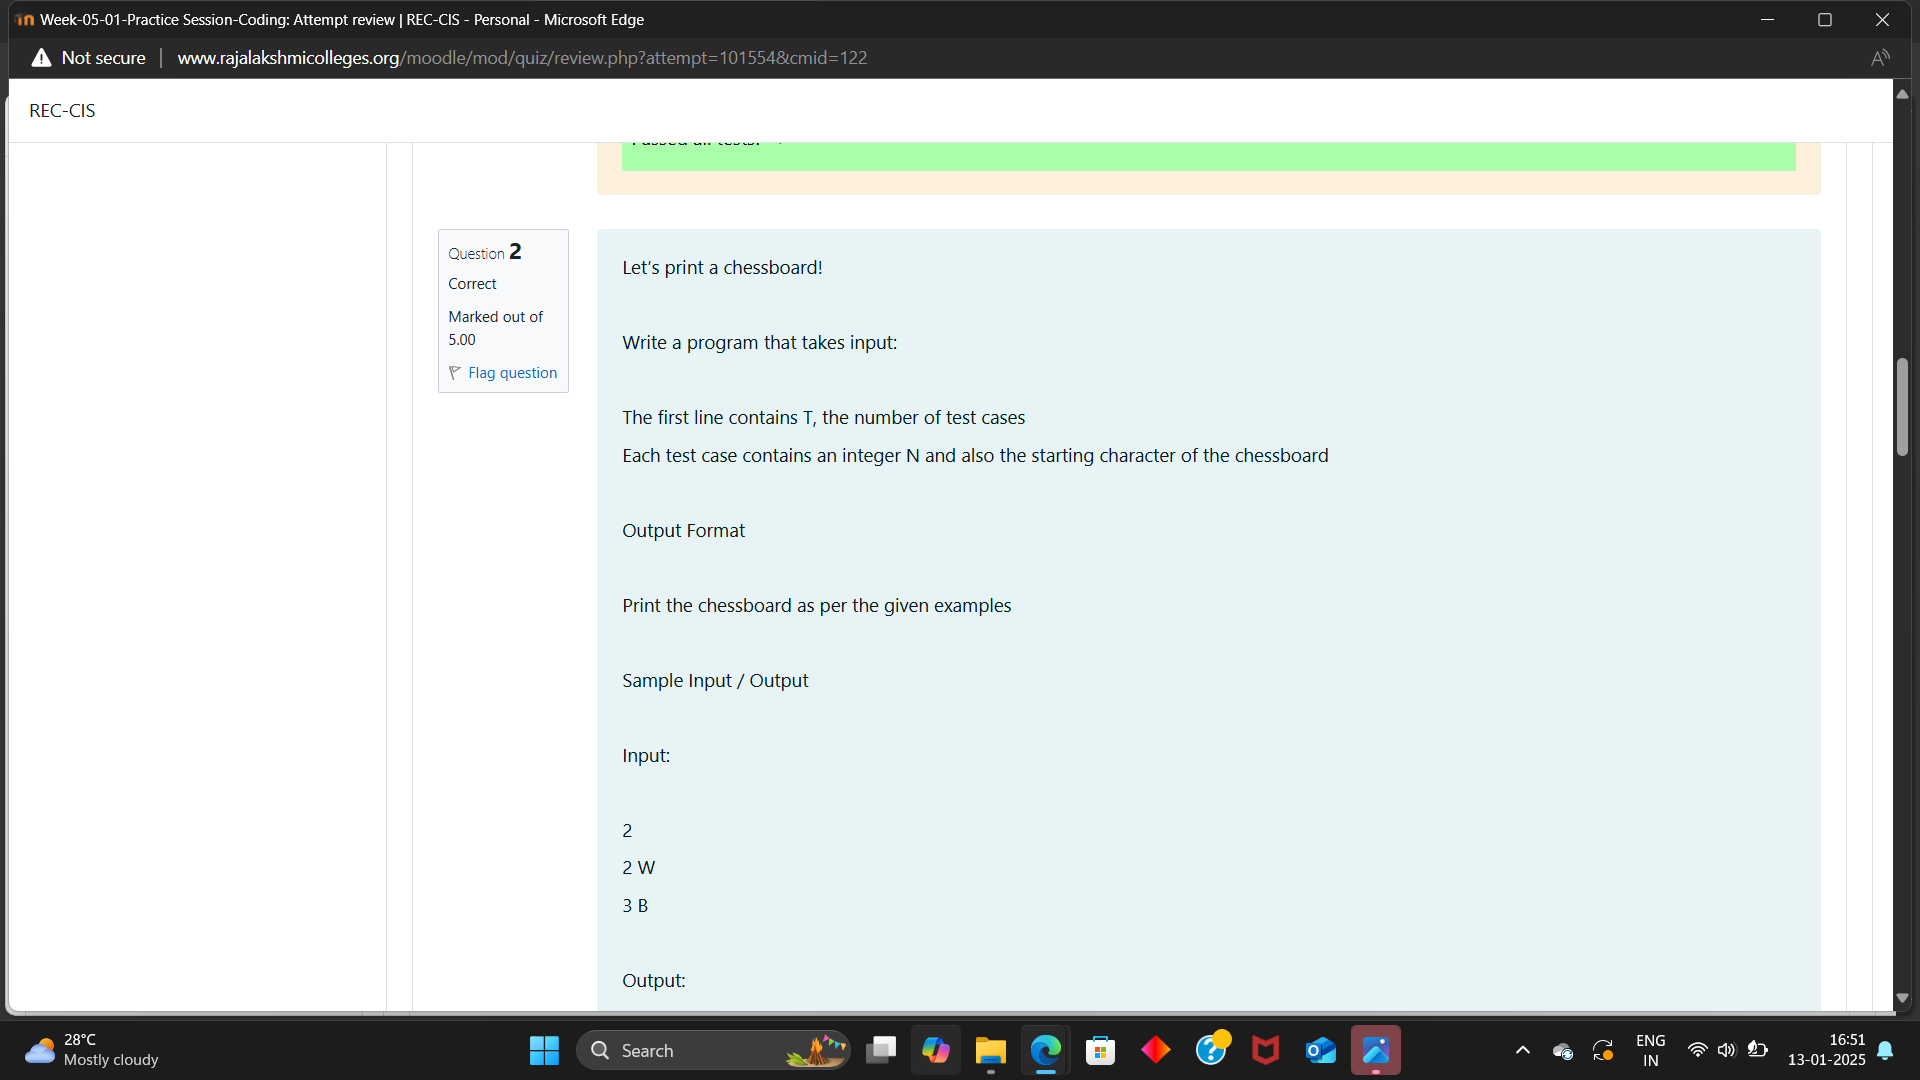 Week-05-01-Practice Session-Coding: Attempt review | REC-CIS - Personal - Microsoft Edge
Not secure | www.rajalakshmicolleges.org/moodle/mod/quiz/review.php?attempt=101554&cmid=122
REC-CIS
Passed all tests!
Question 2
Correct
Marked out of
5.00
Flag question
Let's print a chessboard!
Write a program that takes input:
The first line contains T, the number of test cases
Each test case contains an integer N and also the starting character of the chessboard
Output Format
Print the chessboard as per the given examples
Sample Input / Output
Input:
2
2 W
3 B
Output:
28°C
Mostly cloudy
Search
ENG
IN
16:51
13-01-2025